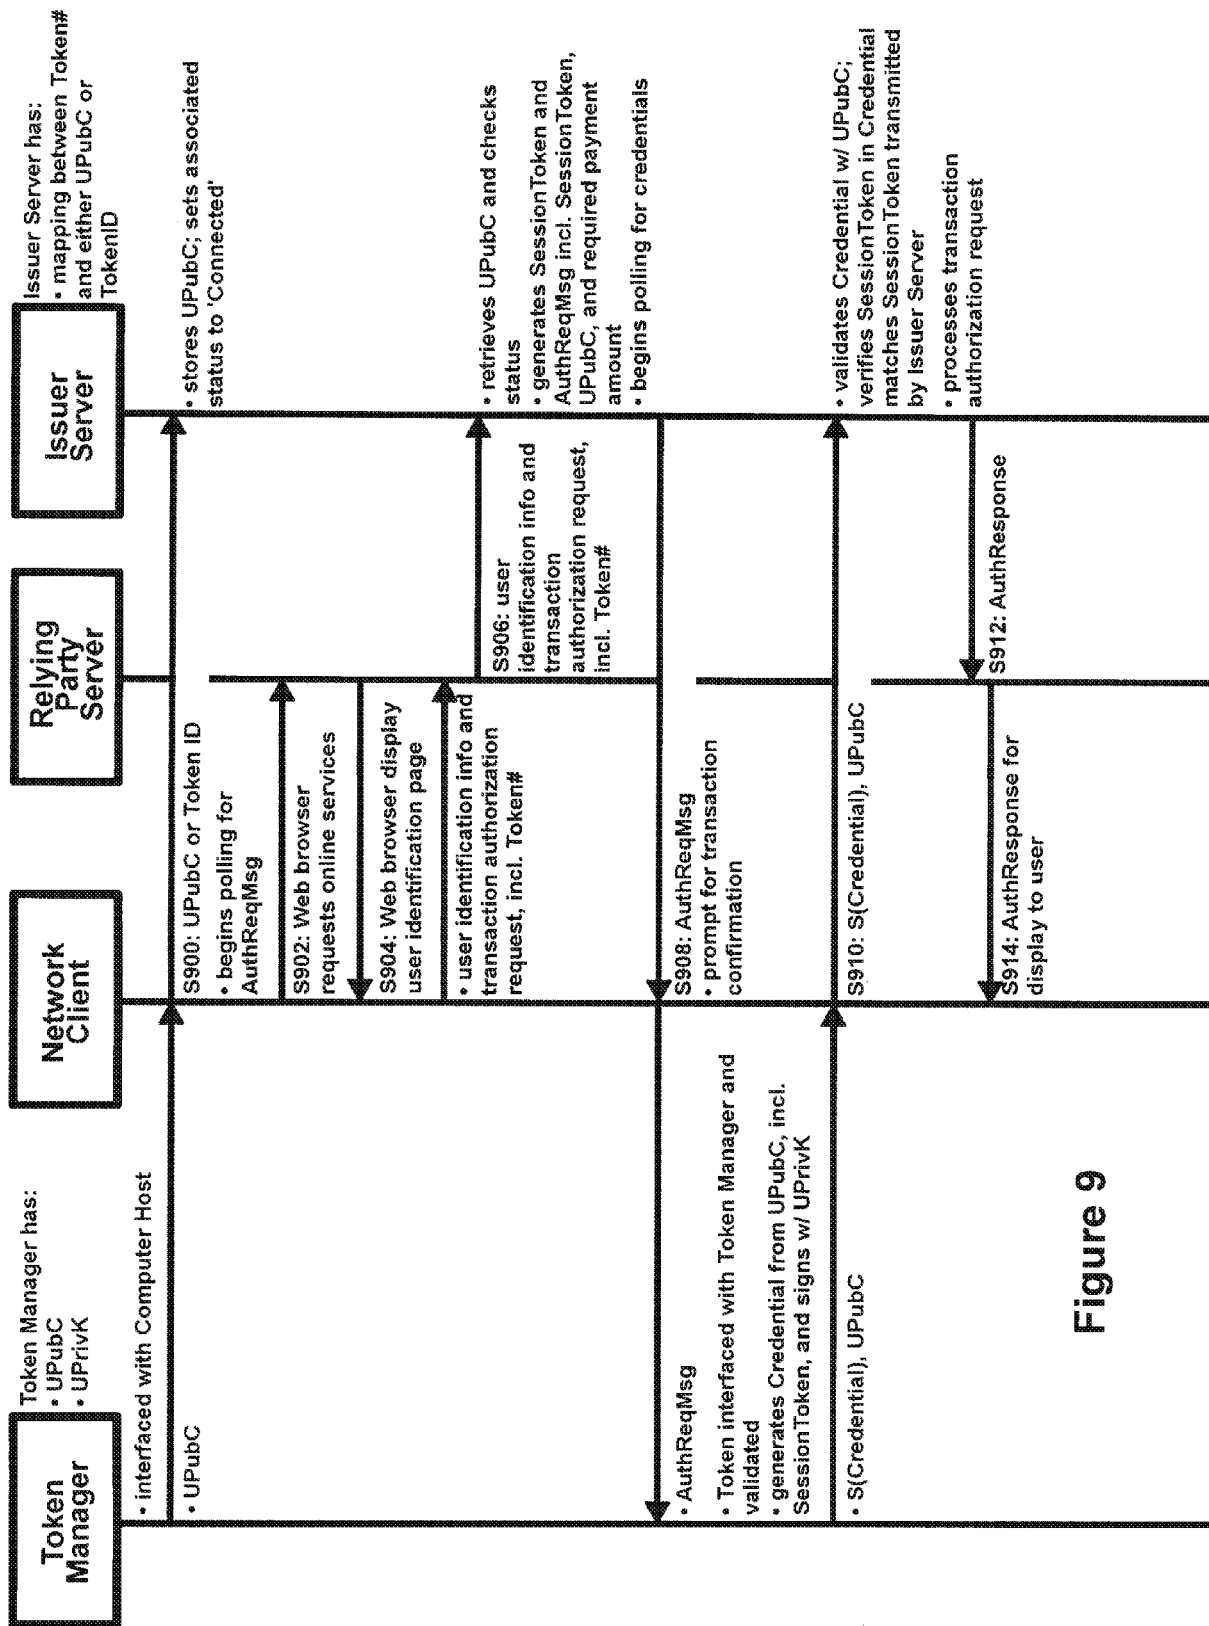 Token
Manager
Token Manager has:
• UPubC
• UPrivK
Network
Client
Relying
Party
Server
Issuer
Server
Issuer Server has:
• mapping between Token#
and either UPubC or
TokenID
• interfaced with Computer Host
• UPubC
S900: UPubC or Token ID
• begins polling for
AuthReqMsg
• stores UPubC; sets associated
status to 'Connected'
S902: Web browser
requests online services
S904: Web browser display
user identification page
• user identification info and
transaction authorization
request, incl. Token#
S906: user
identification info and
transaction
authorization request,
incl. Token#
• retrieves UPubC and checks
status
• generates SessionToken and
AuthReqMsg incl. SessionToken,
UPubC, and required payment
amount
• begins polling for credentials
S908: AuthReqMsg
• prompt for transaction
confirmation
• AuthReqMsg
• Token interfaced with Token Manager and
validated
• generates Credential from UPubC, incl.
SessionToken, and signs w/ UPrivK
• S(Credential), UPubC
S910: S(Credential), UPubC
• validates Credential w/ UPubC;
verifies SessionToken in Credential
matches SessionToken transmitted
by Issuer Server
• processes transaction
authorization request
S912: AuthResponse
S914: AuthResponse for
display to user
Figure 9